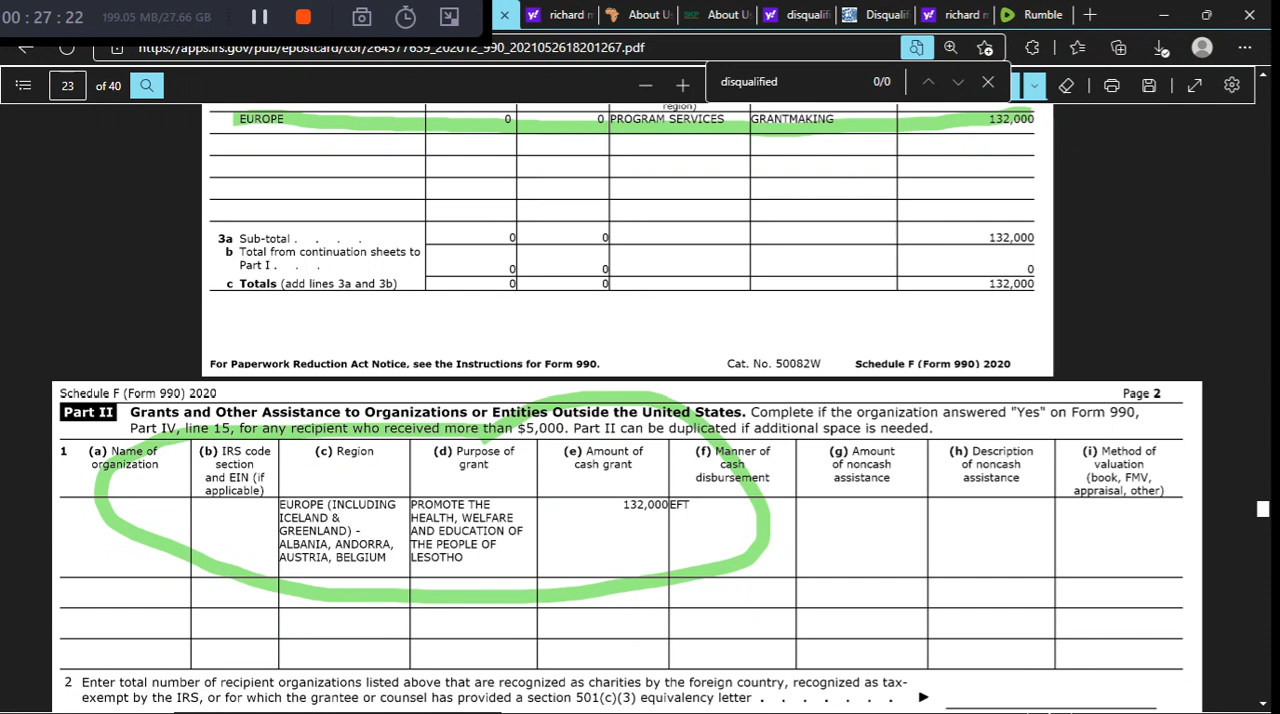 00:27:22 199.05 MB/27.66 GB
richard n About U About U disqualifi Disqualif richard n Rumble
https://apps.irs.gov/pub/epostcard/cor/264577659_202012_990_2021052618201267.pdf
23 of 40 disqualified 0/0
region)
EUROPE 0 0 PROGRAM SERVICES GRANTMAKING 132,000
3a Sub-total . . . . 0 0 132,000
b Total from continuation sheets to
Part I . . . 0 0 0
c Totals (add lines 3a and 3b) 0 0 132,000
For Paperwork Reduction Act Notice, see the Instructions for Form 990. Cat. No. 50082W Schedule F (Form 990) 2020
Schedule F (Form 990) 2020 Page 2
Part II Grants and Other Assistance to Organizations or Entities Outside the United States. Complete if the organization answered "Yes" on Form 990,
Part IV, line 15, for any recipient who received more than $5,000. Part II can be duplicated if additional space is needed.
1 (a) Name of
organization
(b) IRS code
section
and EIN (if
applicable)
(c) Region
(d) Purpose of
grant
(e) Amount of
cash grant
(f) Manner of
cash
disbursement
(g) Amount
of noncash
assistance
(h) Description
of noncash
assistance
(i) Method of
valuation
(book, FMV,
appraisal, other)
EUROPE (INCLUDING
ICELAND &
GREENLAND) -
ALBANIA, ANDORRA,
AUSTRIA, BELGIUM
PROMOTE THE
HEALTH, WELFARE
AND EDUCATION OF
THE PEOPLE OF
LESOTHO
132,000 EFT
2 Enter total number of recipient organizations listed above that are recognized as charities by the foreign country, recognized as tax-
exempt by the IRS, or for which the grantee or counsel has provided a section 501(c)(3) equivalency letter . . . . . . .